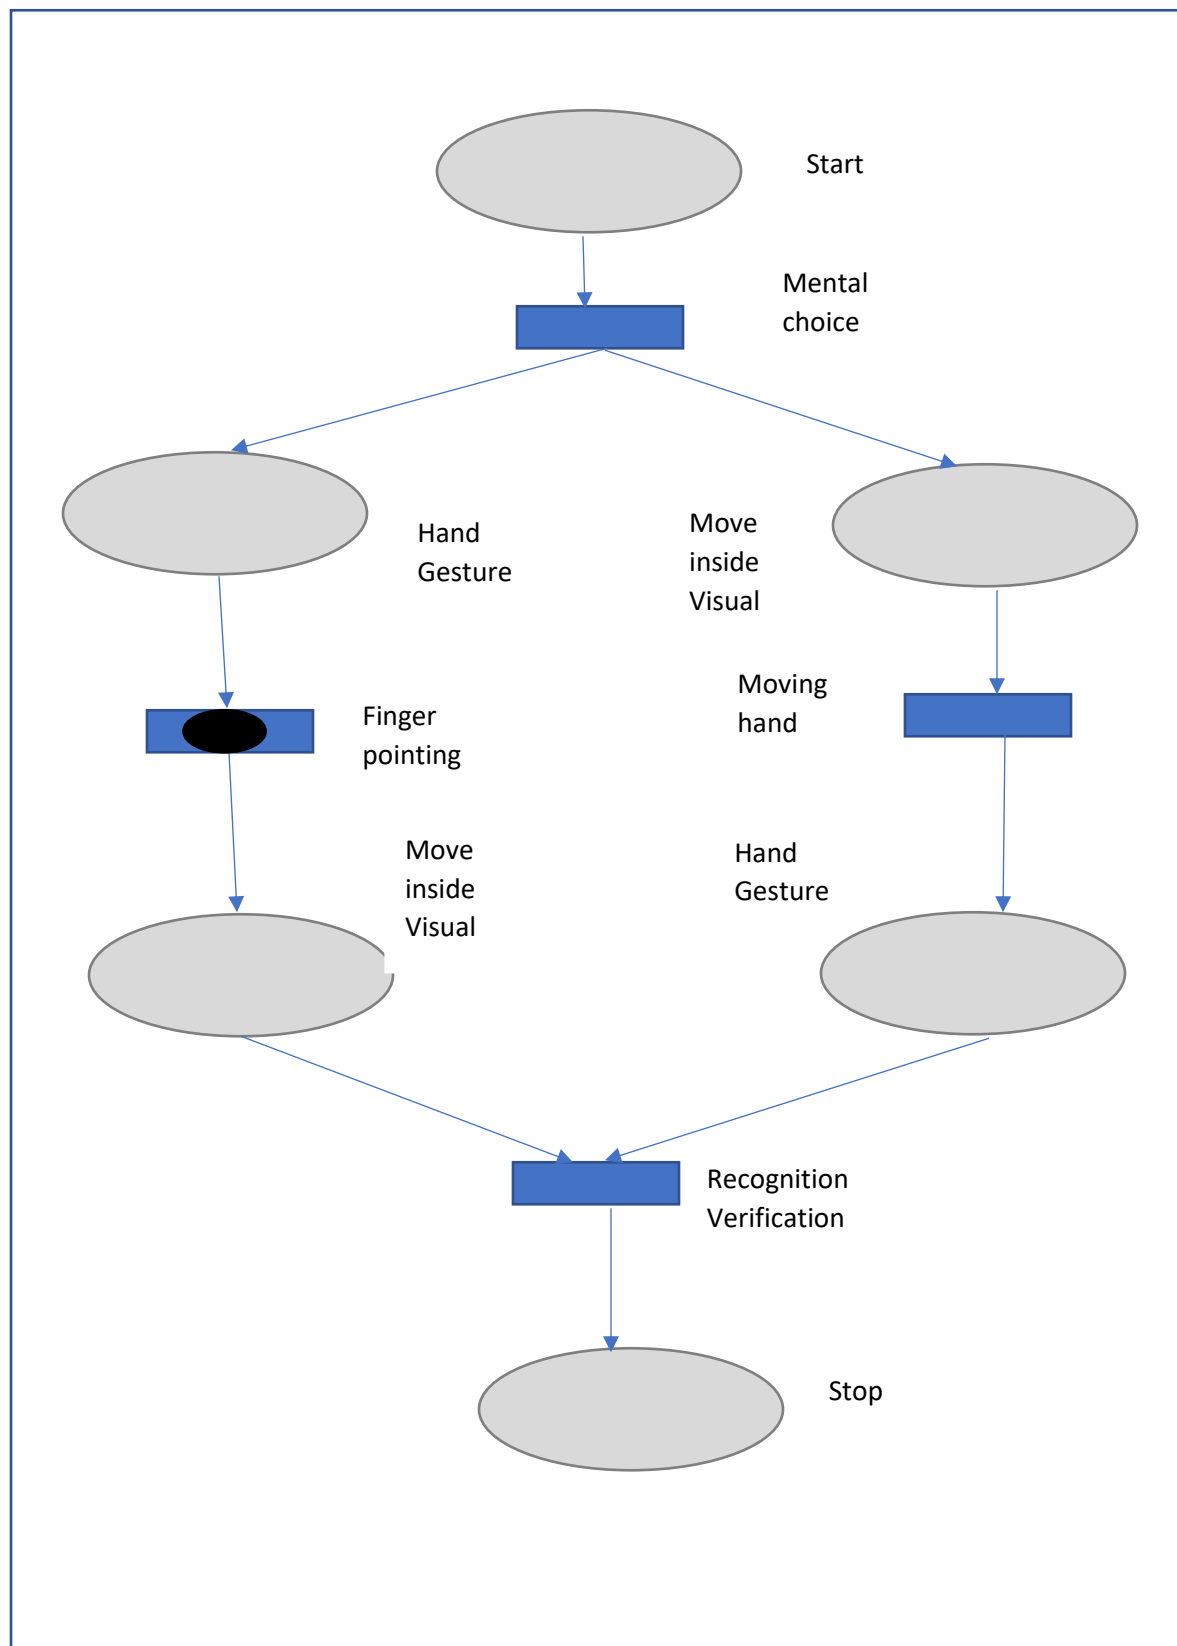 Start
Mental
choice
Hand
Gesture
Move
inside
Visual
Finger
pointing
Moving
hand
Move
inside
Visual
Hand
Gesture
Recognition
Verification
Stop